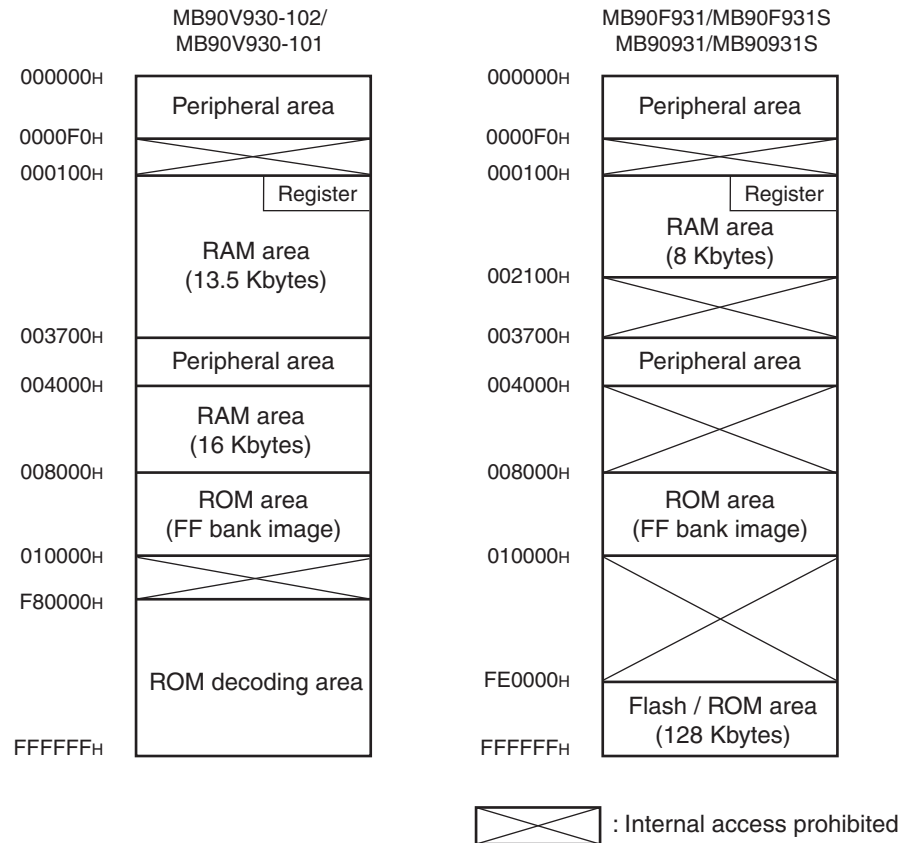 MB90V930-102/
MB90V930-101
000000H
Peripheral area
0000F0H
000100H
Register
RAM area
(13.5 Kbytes)
003700H
Peripheral area
004000H
RAM area
(16 Kbytes)
008000H
ROM area
(FF bank image)
010000H
F80000H
ROM decoding area
FFFFFFH
MB90F931/MB90F931S
MB90931/MB90931S
000000H
Peripheral area
0000F0H
000100H
Register
RAM area
(8 Kbytes)
002100H
003700H
Peripheral area
004000H
008000H
ROM area
(FF bank image)
010000H
FE0000H
Flash / ROM area
(128 Kbytes)
FFFFFFH
: Internal access prohibited